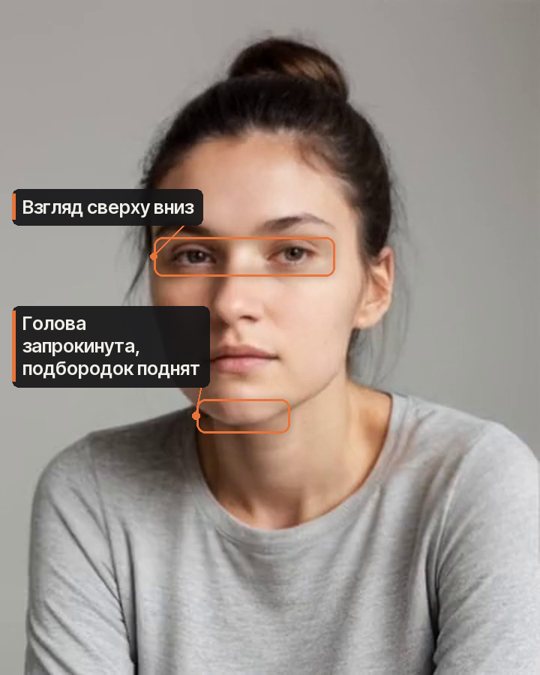 Взгляд сверху вниз
Голова
запрокинута,
подбородок поднят